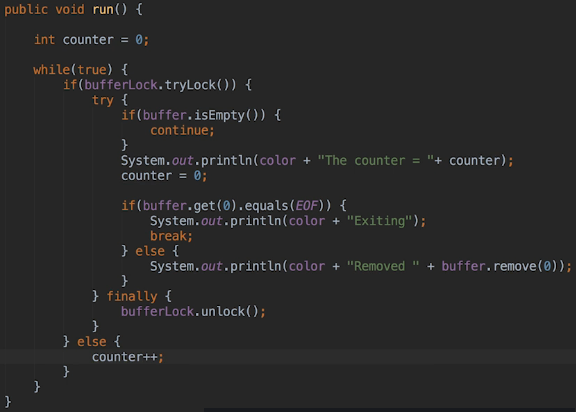 public void run() {
int counter = 0;
while(true) {
if(bufferLock.tryLock()) {
try {
if(buffer.isEmpty()) {
continue;
}
System.out.println(color + "The counter = "+ counter);
counter = 0;
if(buffer.get(0).equals(EOF)) {
System.out.println(color + "Exiting");
break;
} else {
System.out.println(color + "Removed " + buffer.remove(0));
}
} finally {
bufferLock.unlock();
}
} else {
counter++;
}
}
}